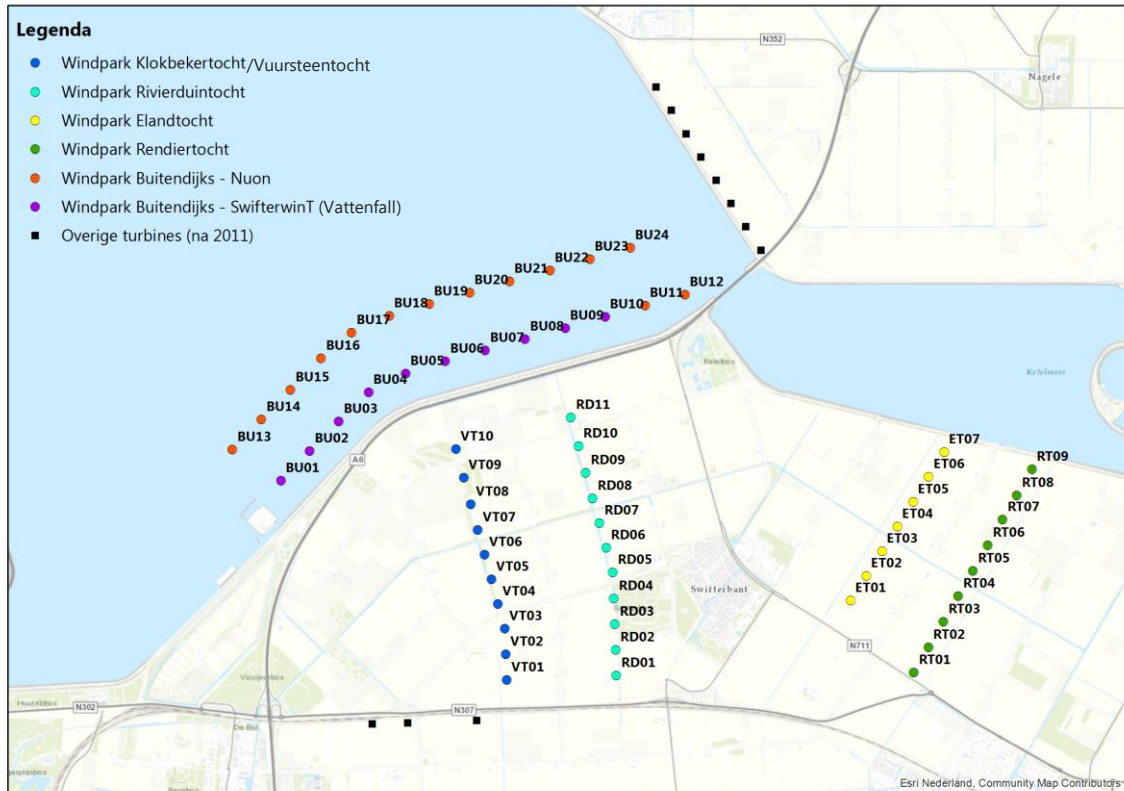 Legenda
Windpark Klokbekertocht/Vuursteentocht
Windpark Rivierduintocht
Windpark Elandtocht
Windpark Rendiertocht
Windpark Buitendijks - Nuon
Windpark Buitendijks - SwifterwinT (Vattenfall)
Overige turbines (na 2011)
N352
Nagele
BU24
BU23
BU22
BU21
BU20
BU19
BU18
BU17
BU16
BU15
BU14
BU13
BU12
BU11
BU10
BU09
BU08
BU07
BU06
BU05
BU04
BU03
BU02
BU01
Ketelbos
Ketelmeer
A6
VT10
VT09
VT08
VT07
VT06
VT05
VT04
VT03
VT02
VT01
RD11
RD10
RD09
RD08
RD07
RD06
RD05
RD04
RD03
RD02
RD01
Swifterbant
ET07
ET06
ET05
ET04
ET03
ET02
ET01
RT09
RT08
RT07
RT06
RT05
RT04
RT03
RT02
RT01
N711
Visvijverbos
Houtribbos
N302
De Bol
N307
Esri Nederland, Community Map Contributors